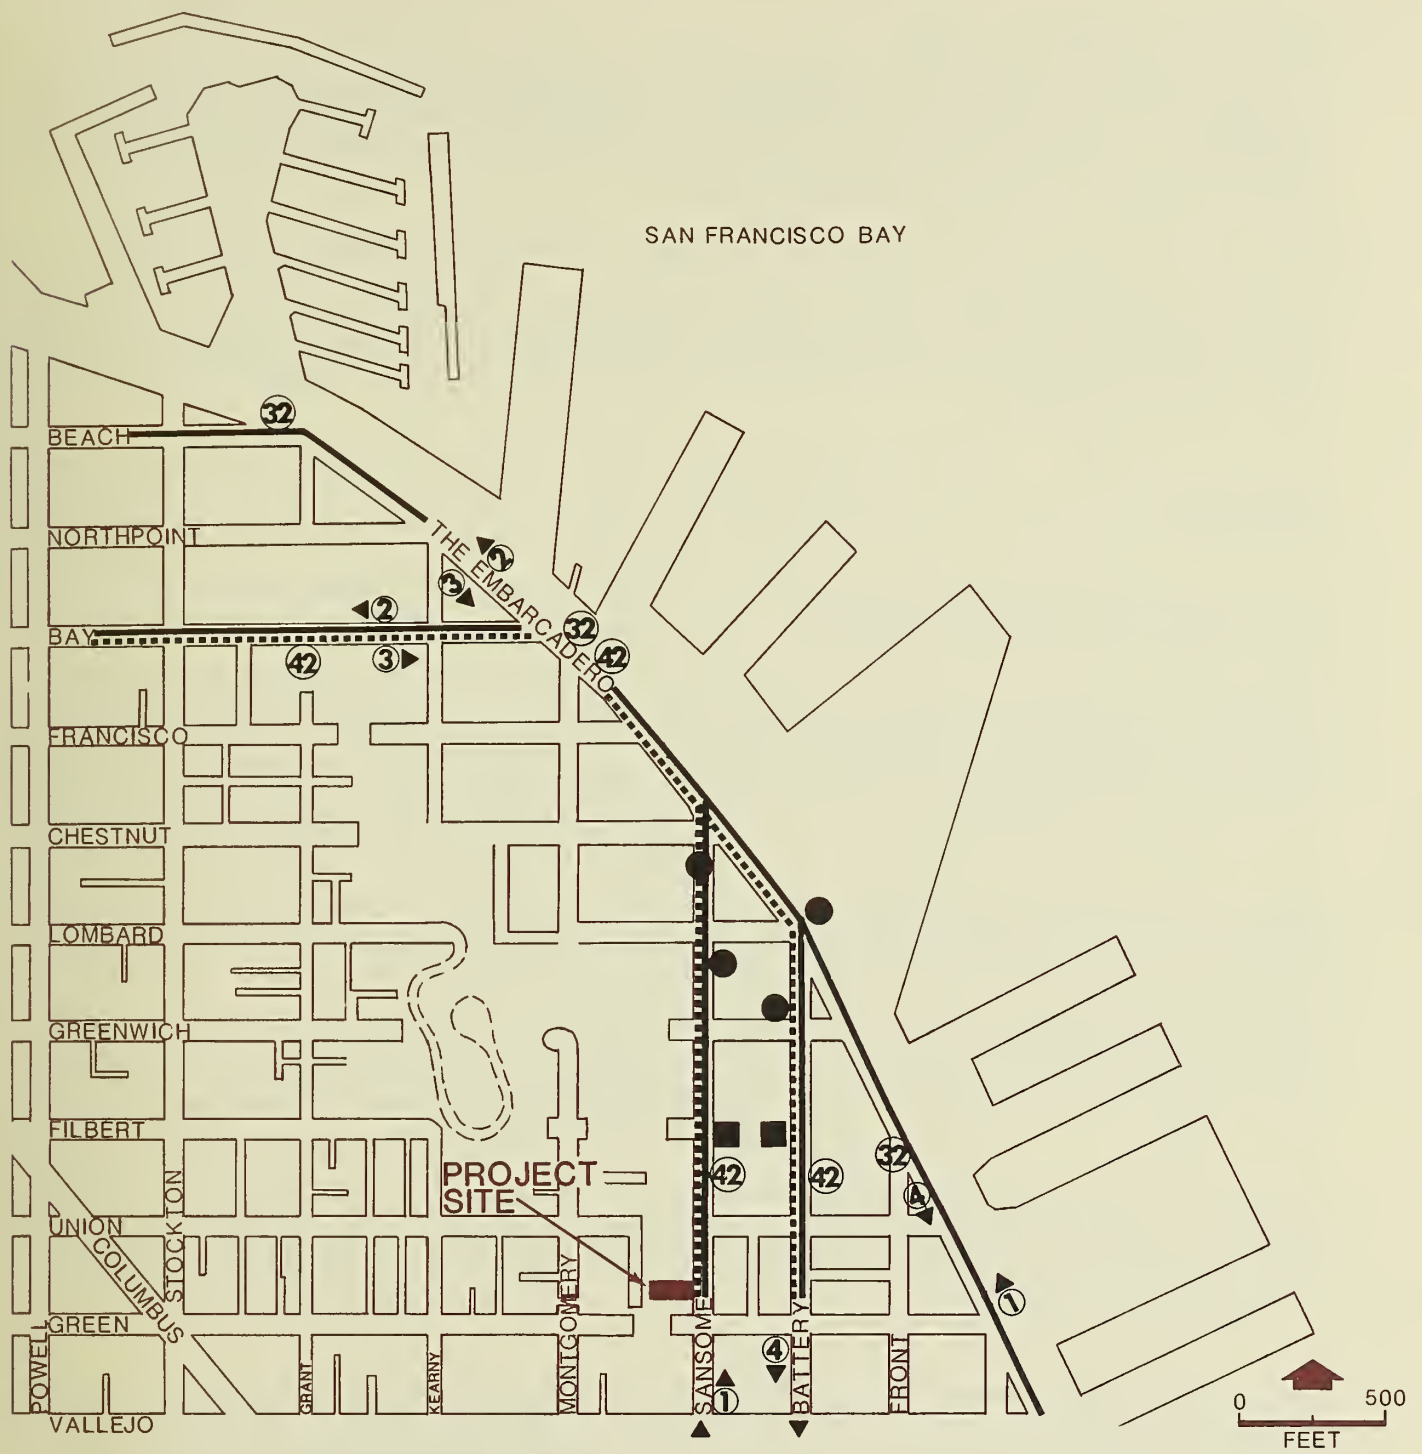 SAN FRANCISCO BAY
32
BEACH
NORTHPOINT
THE EMBARCADERO
2
3
2
32
BAY
42
3
42
FRANCISCO
CHESTNUT
LOMBARD
GREENWICH
FILBERT
32
PROJECT
SITE
42
42
4
STOCKTON
UNION
COLUMBUS
MONTGOMERY
1
GREEN
POWELL
GRANT
KEARNY
SANSOME
BATTERY
FRONT
4
1
VALLEJO
0 500
FEET